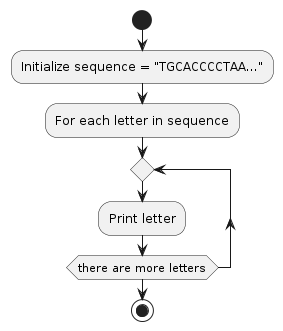 Initialize sequence = "TGCACCCCTAA..."
For each letter in sequence
Print letter
there are more letters